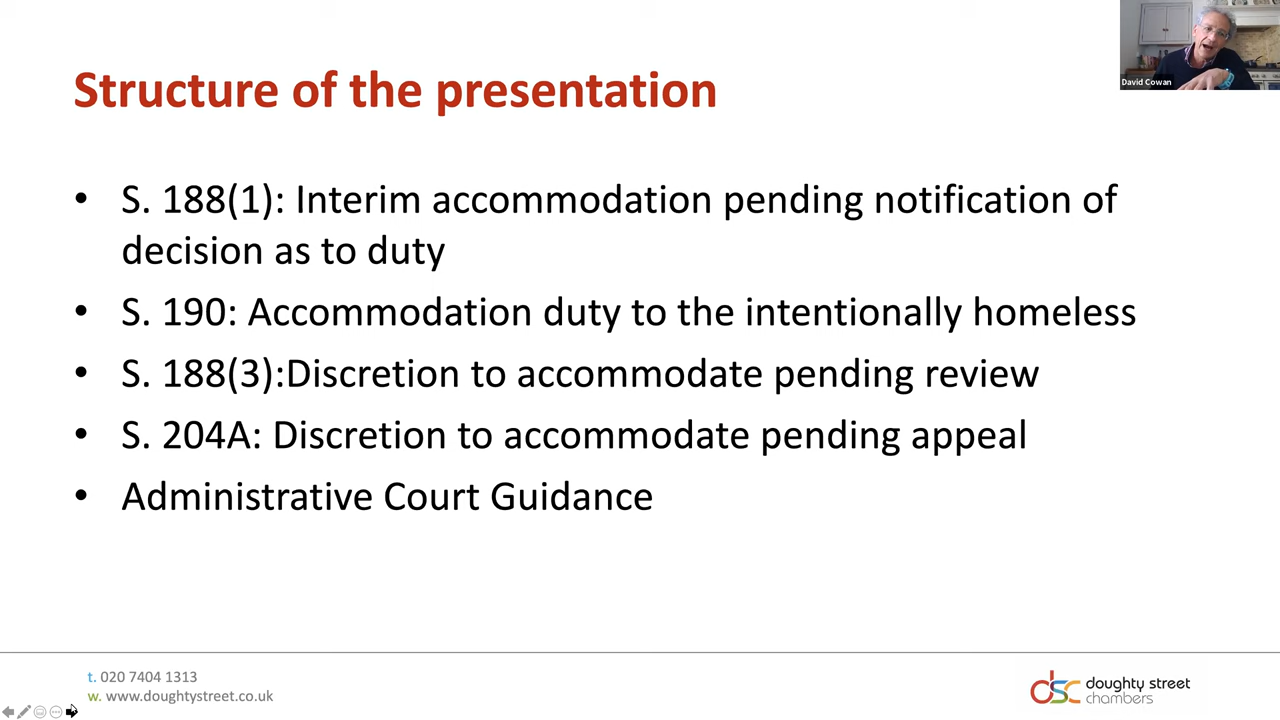 David Cowan
Structure of the presentation
• S. 188(1): Interim accommodation pending notification of
decision as to duty
• S. 190: Accommodation duty to the intentionally homeless
• S. 188(3):Discretion to accommodate pending review
• S. 204A: Discretion to accommodate pending appeal
• Administrative Court Guidance
t. 020 7404 1313
w. www.doughtystreet.co.uk
dsc doughty street
chambers